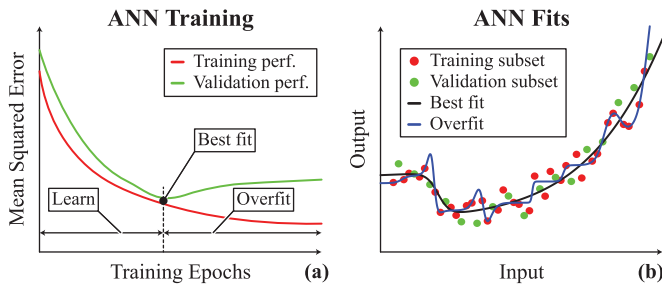 ANN Training
Mean Squared Error
Training perf.
Validation perf.
Best fit
Learn
Overfit
Training Epochs
(a)
ANN Fits
Output
Training subset
Validation subset
Best fit
Overfit
Input
(b)